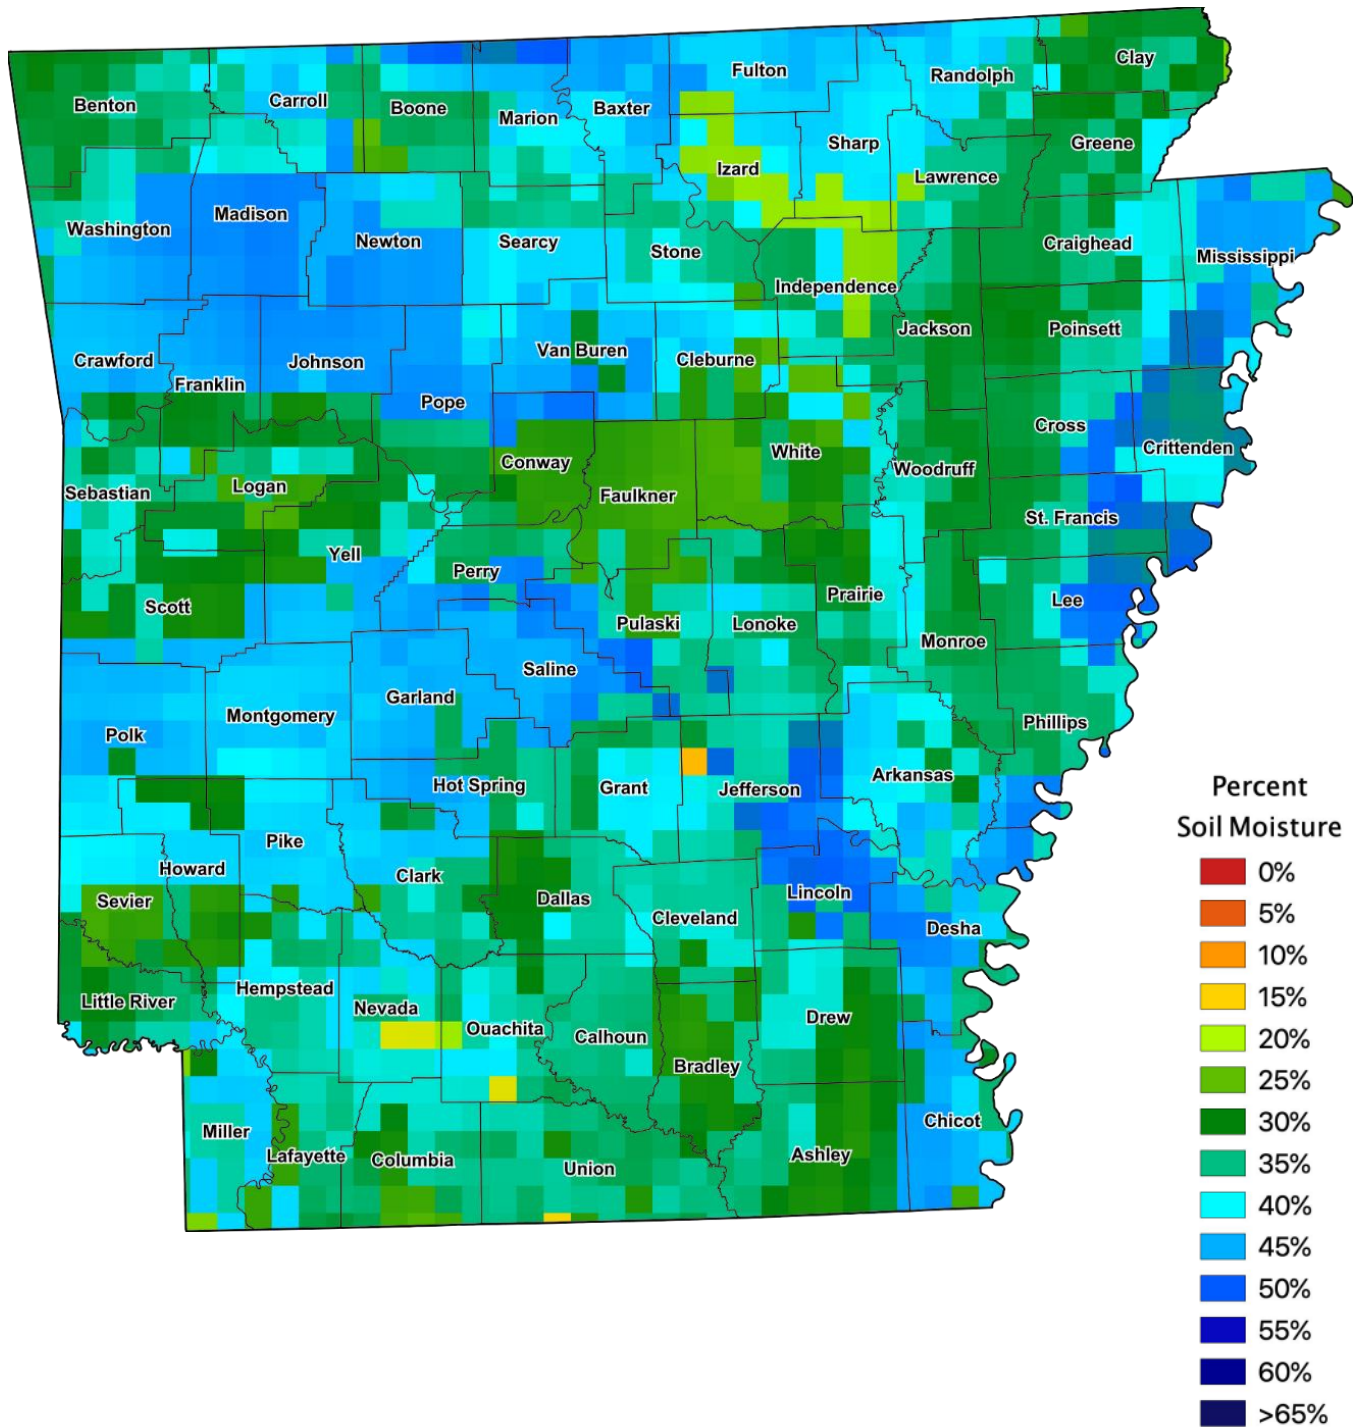 Clay
Fulton
Randolph
Carroll
Benton
Boone
Baxter
Marion
Sharp
Greene
Izard
Lawrence
Madison
Washington
Newton
Searcy
Craighead
Stone
Mississippi
Independence
Jackson
Poinsett
Van Buren
Crawford
Johnson
Cleburne
Franklin
Pope
Cross
Crittenden
White
Conway
Woodruff
Logan
Sebastian
Faulkner
St. Francis
Yell
Perry
Prairie
Lee
Scott
Pulaski
Lonoke
Monroe
Saline
Garland
Montgomery
Phillips
Polk
Arkansas
Hot Spring
Grant
Jefferson
Pike
Howard
Clark
Lincoln
Dallas
Sevier
Cleveland
Desha
Hempstead
Little River
Nevada
Drew
Ouachita
Calhoun
Bradley
Chicot
Miller
Lafayette
Columbia
Union
Ashley
Percent
Soil Moisture
0%
5%
10%
15%
20%
25%
30%
35%
40%
45%
50%
55%
60%
>65%